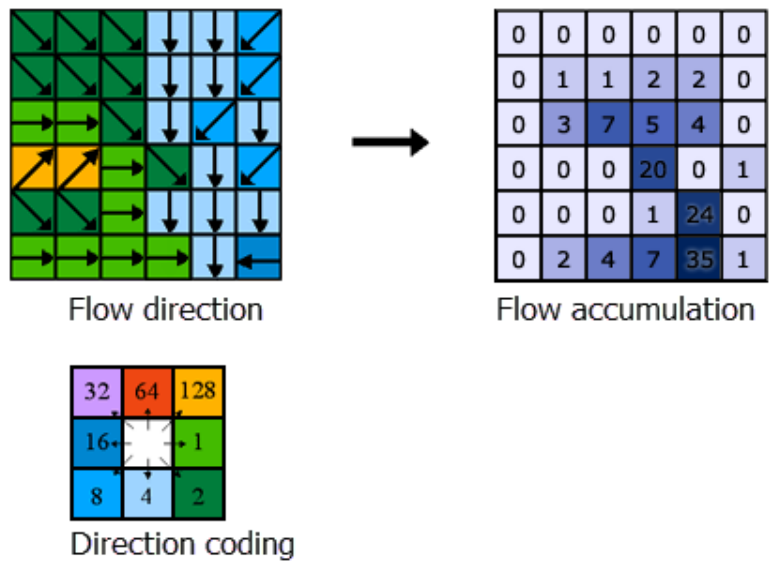 0 0 0 0 0 0
0 1 1 2 2 0
0 3 7 5 4 0
0 0 0 20 0 1
0 0 0 1 24 0
0 2 4 7 35 1
Flow direction
Flow accumulation
32 64 128
16 1
8 4 2
Direction coding